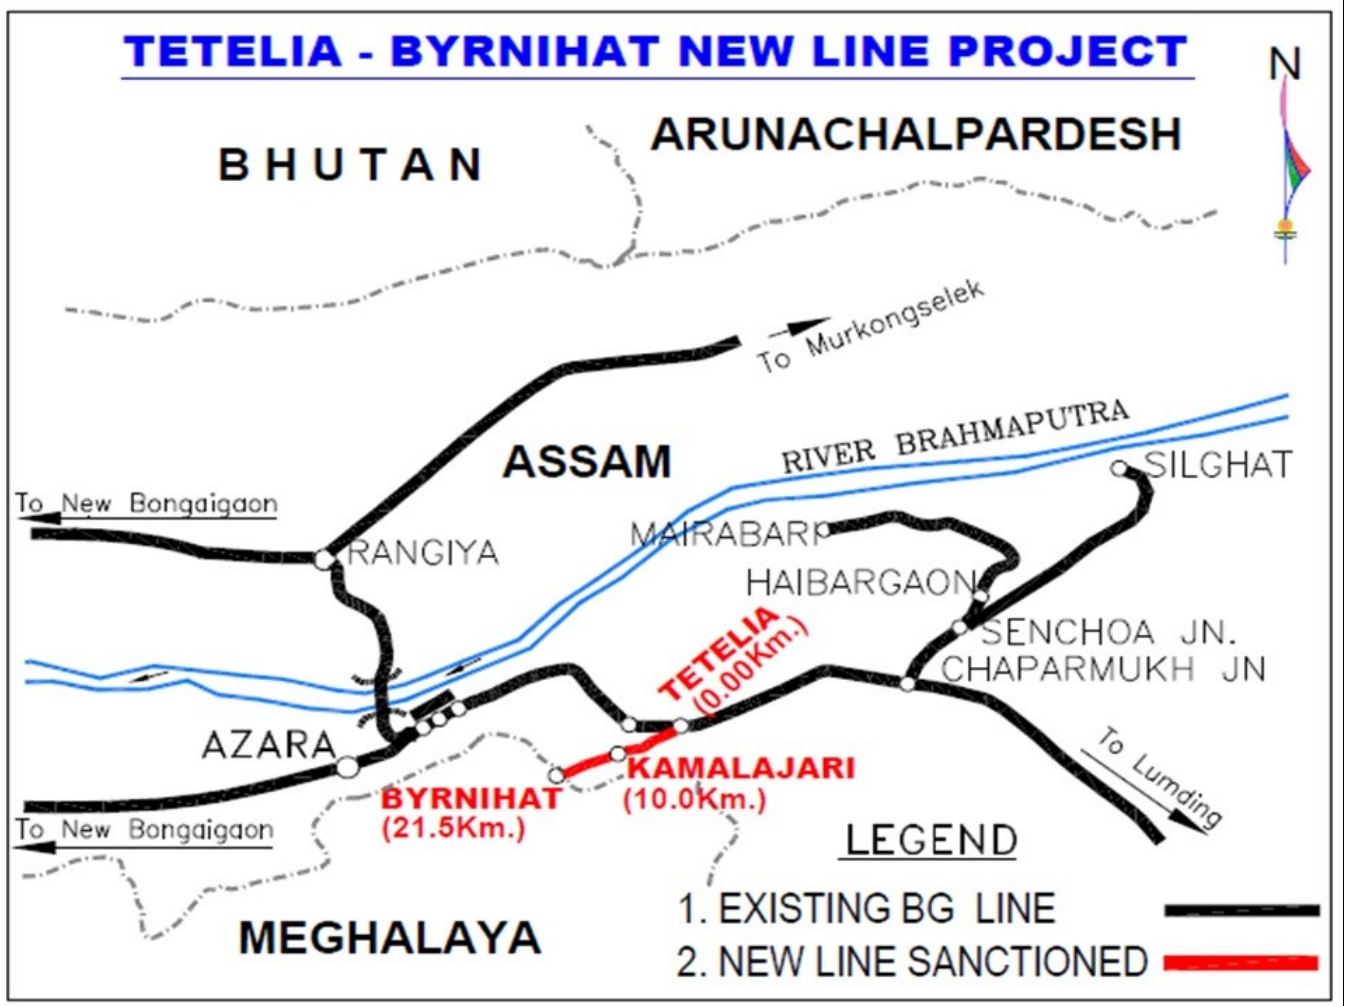 TETELIA - BYRNIHAT NEW LINE PROJECT
N
BHUTAN
ARUNACHALPARDESH
To Murkongselek
ASSAM
RIVER BRAHMAPUTRA
SILGHAT
To New Bongaigaon
RANGIYA
MAIRABARI
HAIBARGAON
SENCHOA JN.
CHAPARMUKH JN
TETELIA
(0.00Km.)
AZARA
KAMALAJARI
(10.0Km.)
BYRNIHAT
(21.5Km.)
To Lumding
To New Bongaigaon
MEGHALAYA
LEGEND
1. EXISTING BG LINE
2. NEW LINE SANCTIONED